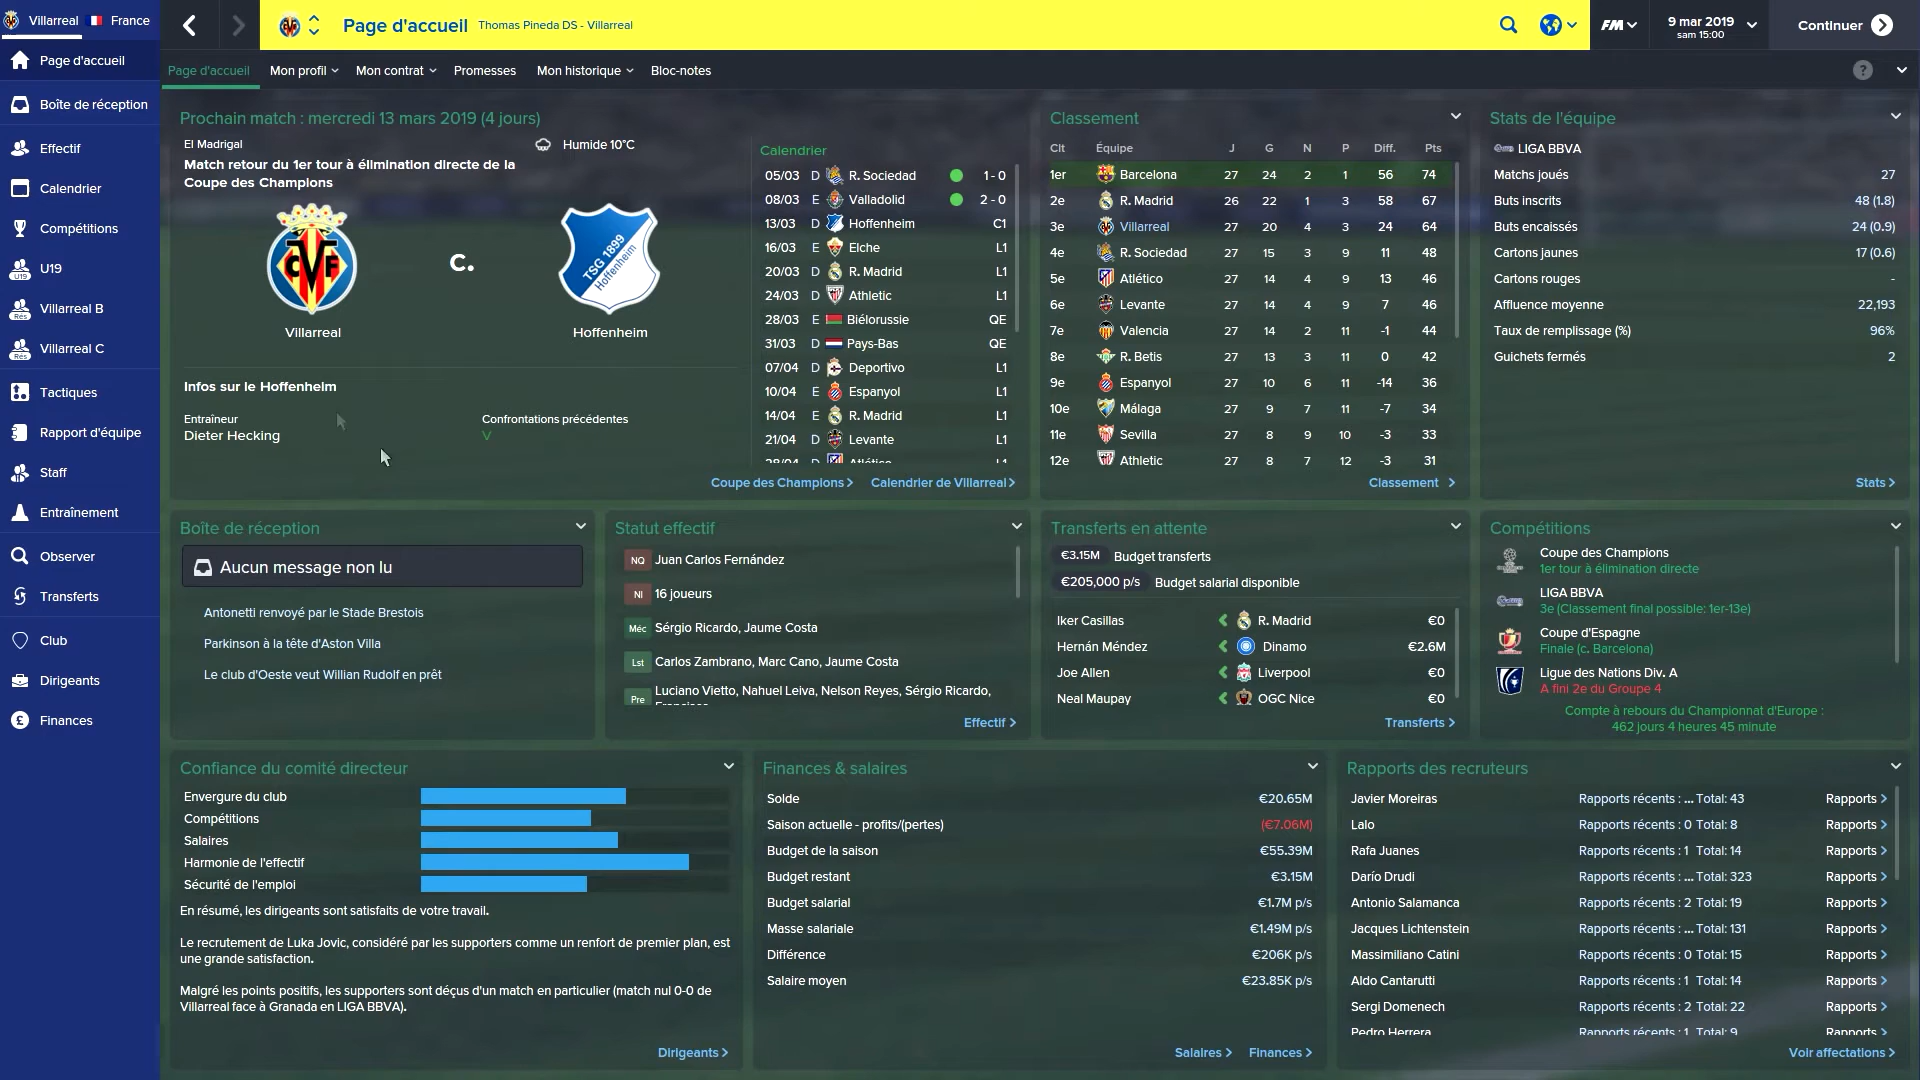 Villarreal France
Page d'accueil
Thomas Pineda DS - Villarreal
FM
9 mar 2019
sam 15:00
Continuer
Page d'accueil
Boîte de réception
Effectif
Calendrier
Compétitions
U19
Villarreal B
Villarreal C
Tactiques
Rapport d'équipe
Staff
Entraînement
Observer
Transferts
Club
Dirigeants
Finances
Page d'accueil Mon profil Mon contrat Promesses Mon historique Bloc-notes
Prochain match : mercredi 13 mars 2019 (4 jours)
El Madrigal
Humide 10°C
Match retour du 1er tour à élimination directe de la
Coupe des Champions
c.
Villarreal
Hoffenheim
Infos sur le Hoffenheim
Entraîneur
Dieter Hecking
Confrontations précédentes
V
Calendrier
05/03 D R. Sociedad 1 - 0
08/03 E Valladolid 2 - 0
13/03 D Hoffenheim C1
16/03 E Elche L1
20/03 D R. Madrid L1
24/03 D Athletic L1
28/03 E Biélorussie QE
31/03 D Pays-Bas QE
07/04 D Deportivo L1
10/04 E Espanyol L1
14/04 E R. Madrid L1
21/04 D Levante L1
28/04 D Atlético L1
Coupe des Champions Calendrier de Villarreal
Classement
Clt Équipe J G N P Diff. Pts
1er Barcelona 27 24 2 1 56 74
2e R. Madrid 26 22 1 3 58 67
3e Villarreal 27 20 4 3 24 64
4e R. Sociedad 27 15 3 9 11 48
5e Atlético 27 14 4 9 13 46
6e Levante 27 14 4 9 7 46
7e Valencia 27 14 2 11 -1 44
8e R. Betis 27 13 3 11 0 42
9e Espanyol 27 10 6 11 -14 36
10e Málaga 27 9 7 11 -7 34
11e Sevilla 27 8 9 10 -3 33
12e Athletic 27 8 7 12 -3 31
Classement
Stats de l'équipe
LIGA BBVA
Matchs joués 27
Buts inscrits 48 (1.8)
Buts encaissés 24 (0.9)
Cartons jaunes 17 (0.6)
Cartons rouges -
Affluence moyenne 22,193
Taux de remplissage (%) 96%
Guichets fermés 2
Stats
Boîte de réception
Aucun message non lu
Antonetti renvoyé par le Stade Brestois
Parkinson à la tête d'Aston Villa
Le club d'Oeste veut Willian Rudolf en prêt
Statut effectif
NQ Juan Carlos Fernández
NI 16 joueurs
Méc Sérgio Ricardo, Jaume Costa
Lst Carlos Zambrano, Marc Cano, Jaume Costa
Pre Luciano Vietto, Nahuel Leiva, Nelson Reyes, Sérgio Ricardo,
Effectif
Transferts en attente
€3.15M Budget transferts
€205,000 p/s Budget salarial disponible
Iker Casillas R. Madrid €0
Hernán Méndez Dinamo €2.6M
Joe Allen Liverpool €0
Neal Maupay OGC Nice €0
Transferts
Compétitions
Coupe des Champions
1er tour à élimination directe
LIGA BBVA
3e (Classement final possible: 1er-13e)
Coupe d'Espagne
Finale (c. Barcelona)
Ligue des Nations Div. A
A fini 2e du Groupe 4
Compte à rebours du Championnat d'Europe :
462 jours 4 heures 45 minute
Confiance du comité directeur
Envergure du club
Compétitions
Salaires
Harmonie de l'effectif
Sécurité de l'emploi
En résumé, les dirigeants sont satisfaits de votre travail.
Le recrutement de Luka Jovic, considéré par les supporters comme un renfort de premier plan, est
une grande satisfaction.
Malgré les points positifs, les supporters sont déçus d'un match en particulier (match nul 0-0 de
Villarreal face à Granada en LIGA BBVA).
Dirigeants
Finances & salaires
Solde €20.65M
Saison actuelle - profits/(pertes) (€7.06M)
Budget de la saison €55.39M
Budget restant €3.15M
Budget salarial €1.7M p/s
Masse salariale €1.49M p/s
Différence €206K p/s
Salaire moyen €23.85K p/s
Salaires Finances
Rapports des recruteurs
Javier Moreiras Rapports récents : ... Total: 43 Rapports
Lalo Rapports récents : 0 Total: 8 Rapports
Rafa Juanes Rapports récents : 1 Total: 14 Rapports
Darío Drudi Rapports récents : ... Total: 323 Rapports
Antonio Salamanca Rapports récents : 2 Total: 19 Rapports
Jacques Lichtenstein Rapports récents : ... Total: 131 Rapports
Massimiliano Catini Rapports récents : 0 Total: 15 Rapports
Aldo Cantarutti Rapports récents : 1 Total: 14 Rapports
Sergi Domenech Rapports récents : 2 Total: 22 Rapports
Pedro Herrera Rapports récents : 1 Total: 9 Rapports
Voir affectations